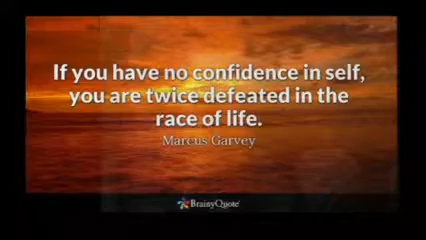 If you have no confidence in self,
you are twice defeated in the
race of life.
Marcus Garvey
BrainyQuote